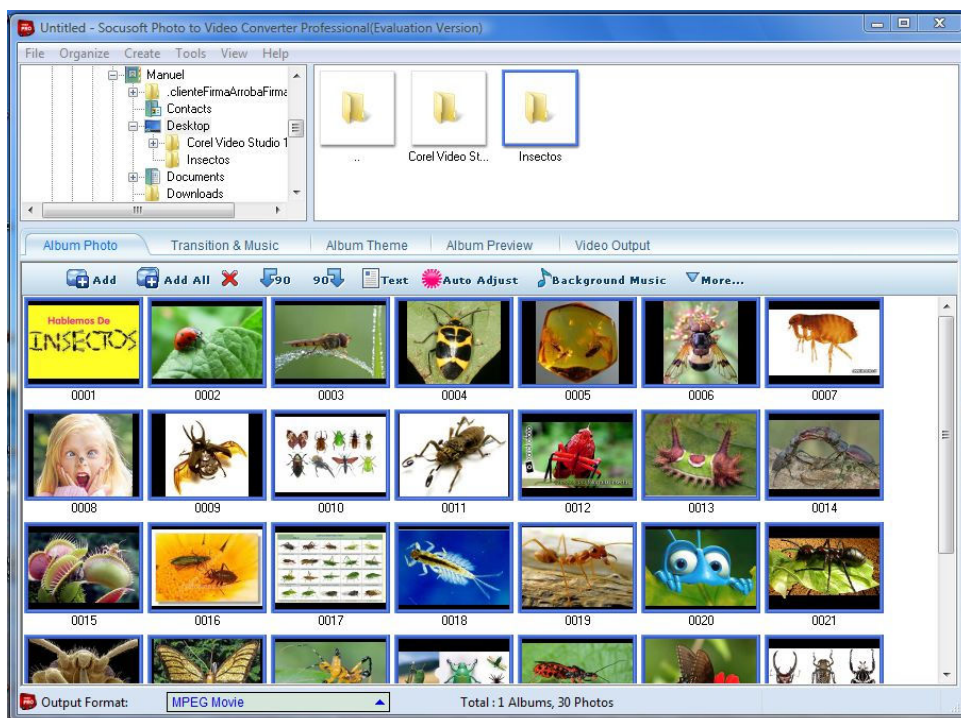 Untitled - Socusoft Photo to Video Converter Professional(Evaluation Version)
File Organize Create Tools View Help
Manuel
.clienteFirmaArrobaFirma
Contacts
Desktop
Corel Video Studio 1
Insectos
Documents
Downloads
..
Corel Video St...
Insectos
Album Photo Transition & Music Album Theme Album Preview Video Output
Add Add All 90 90 Text Auto Adjust Background Music More...
Hablemos De
INSECTOS
0001 0002 0003 0004 0005 0006 0007
0008 0009 0010 0011 0012 0013 0014
0015 0016 0017 0018 0019 0020 0021
Output Format: MPEG Movie Total : 1 Albums, 30 Photos